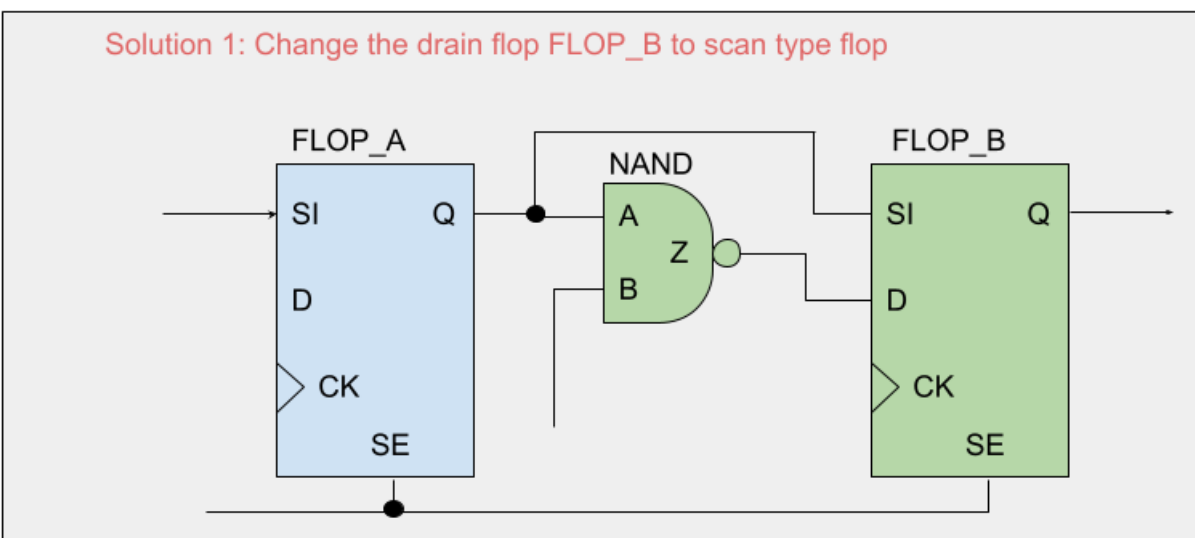 Solution 1: Change the drain flop FLOP_B to scan type flop
FLOP_A
FLOP_B
NAND
SI
Q
A
SI
Q
Z
B
D
D
CK
CK
SE
SE